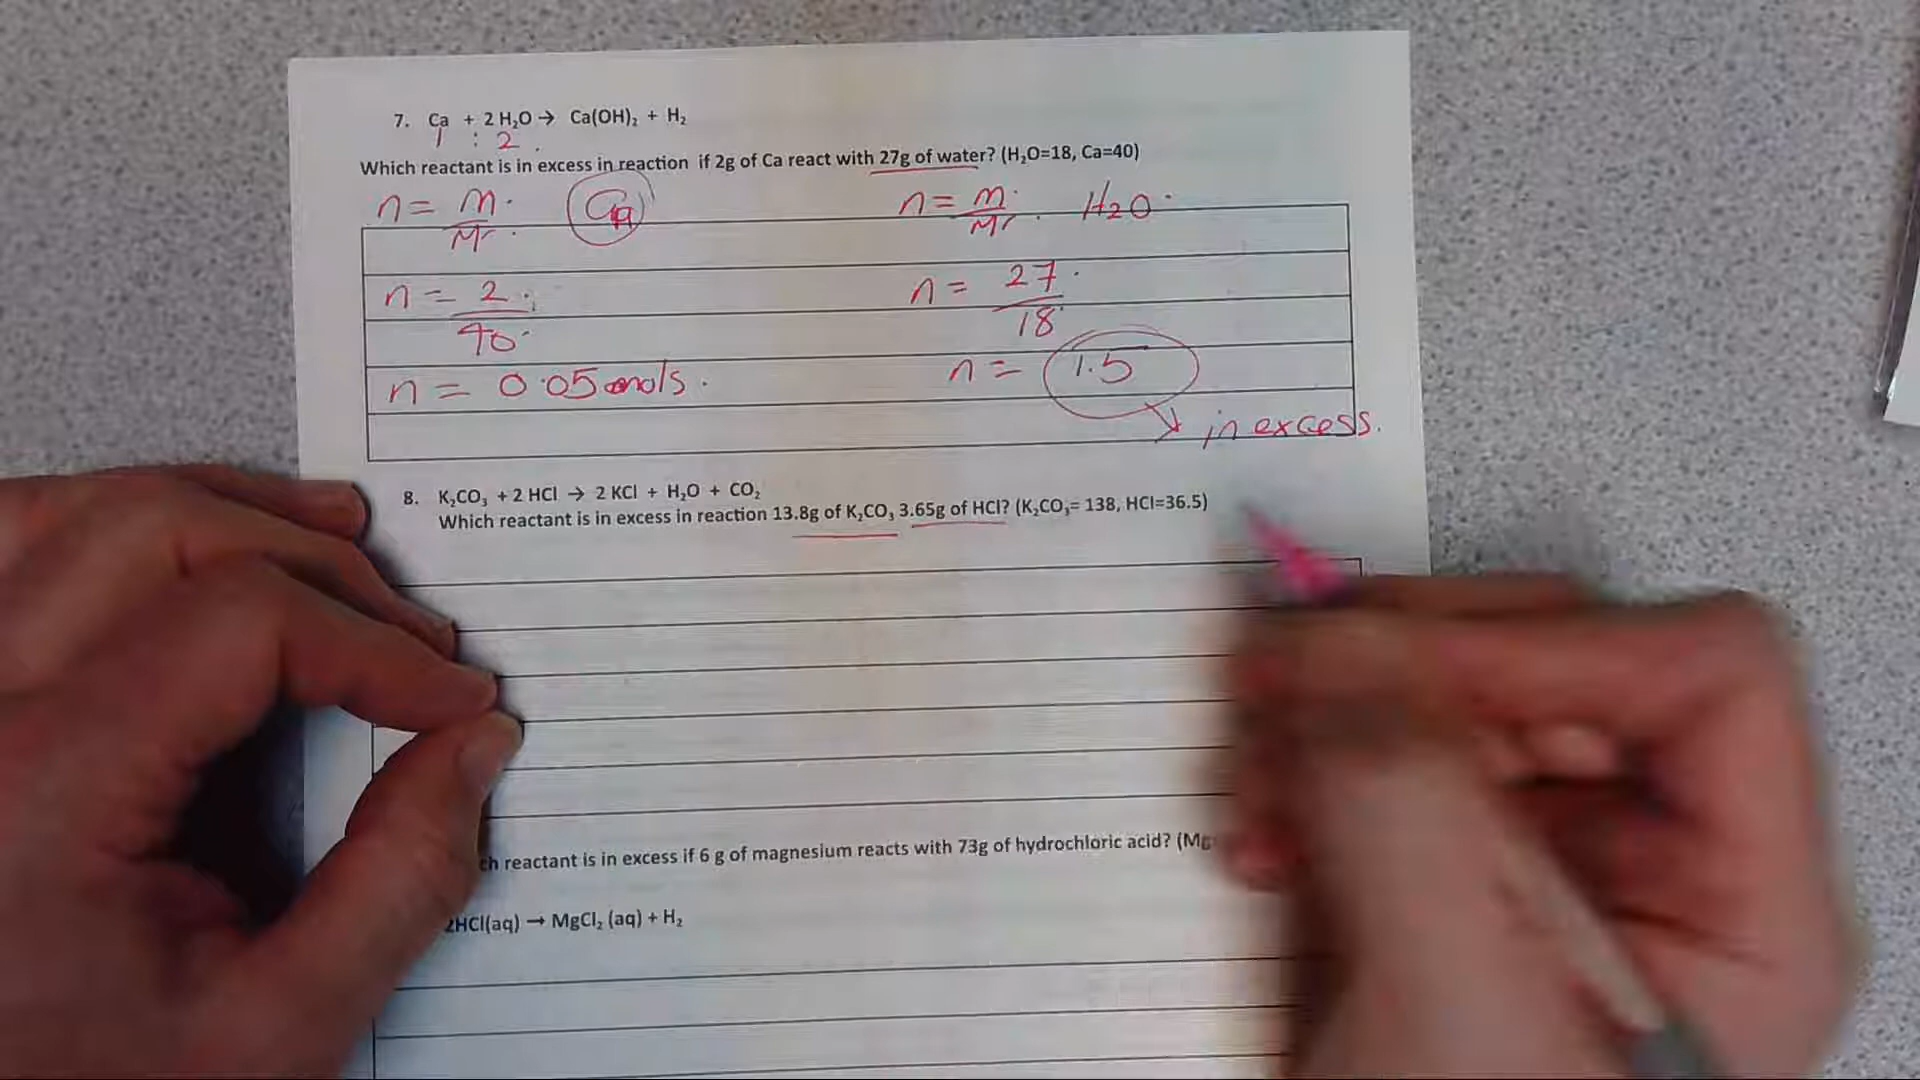 7. Ca + 2 H₂O → Ca(OH)₂ + H₂
1 : 2 .
Which reactant is in excess in reaction if 2g of Ca react with 27g of water? (H₂O=18, Ca=40)
n = m/Mr . Ca
n = m/Mr . H₂O
n = 2/40
n = 27/18
n = 0.05 mols.
n = 1.5
in excess.
8. K₂CO₃ + 2 HCl → 2 KCl + H₂O + CO₂
Which reactant is in excess in reaction 13.8g of K₂CO₃ 3.65g of HCl? (K₂CO₃= 138, HCl=36.5)
ch reactant is in excess if 6 g of magnesium reacts with 73g of hydrochloric acid? (Mg
2HCl(aq) → MgCl₂ (aq) + H₂